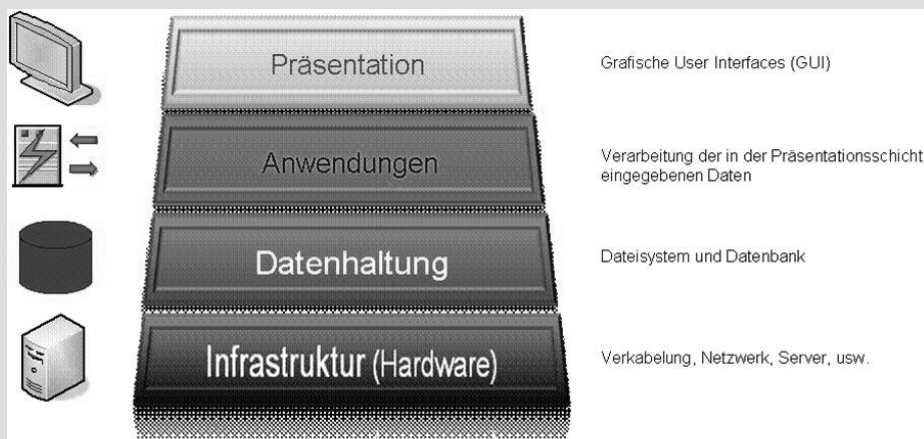 Präsentation
Grafische User Interfaces (GUI)
Anwendungen
Verarbeitung der in der Präsentationsschicht
eingegebenen Daten
Datenhaltung
Dateisystem und Datenbank
Infrastruktur (Hardware)
Verkabelung, Netzwerk, Server, usw.